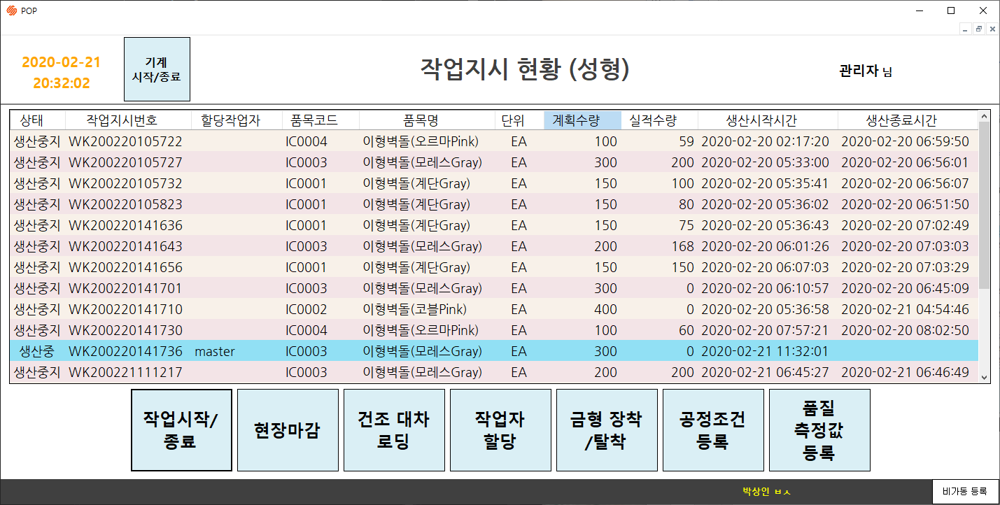 POP
2020-02-21
20:32:02
기계
시작/종료
작업지시 현황 (성형)
관리자 님
상태 작업지시번호 할당작업자 품목코드 품목명 단위 계획수량 실적수량 생산시작시간 생산종료시간
생산중지 WK200220105722 IC0004 이형벽돌(오르마Pink) EA 100 59 2020-02-20 02:17:20 2020-02-20 06:59:50
생산중지 WK200220105727 IC0003 이형벽돌(모레스Gray) EA 300 200 2020-02-20 05:33:00 2020-02-20 06:56:01
생산중지 WK200220105732 IC0001 이형벽돌(계단Gray) EA 150 100 2020-02-20 05:35:41 2020-02-20 06:56:07
생산중지 WK200220105823 IC0001 이형벽돌(계단Gray) EA 150 80 2020-02-20 05:36:02 2020-02-20 06:51:50
생산중지 WK200220141636 IC0001 이형벽돌(계단Gray) EA 150 75 2020-02-20 05:36:43 2020-02-20 07:02:49
생산중지 WK200220141643 IC0003 이형벽돌(모레스Gray) EA 200 168 2020-02-20 06:01:26 2020-02-20 07:03:03
생산중지 WK200220141656 IC0001 이형벽돌(계단Gray) EA 150 150 2020-02-20 06:07:03 2020-02-20 07:03:29
생산중지 WK200220141701 IC0003 이형벽돌(모레스Gray) EA 300 0 2020-02-20 06:10:57 2020-02-20 06:45:09
생산중지 WK200220141710 IC0002 이형벽돌(코블Pink) EA 400 0 2020-02-20 05:36:58 2020-02-21 04:54:46
생산중지 WK200220141730 IC0004 이형벽돌(오르마Pink) EA 100 60 2020-02-20 07:57:21 2020-02-20 08:02:50
생산중 WK200220141736 master IC0003 이형벽돌(모레스Gray) EA 300 0 2020-02-21 11:32:01
생산중지 WK200221111217 IC0003 이형벽돌(모레스Gray) EA 200 200 2020-02-21 06:45:27 2020-02-21 06:46:49
작업시작/
종료
현장마감
건조 대차
로딩
작업자
할당
금형 장착
/탈착
공정조건
등록
품질
측정값
등록
박상인 ㅂㅅ
비가동 등록